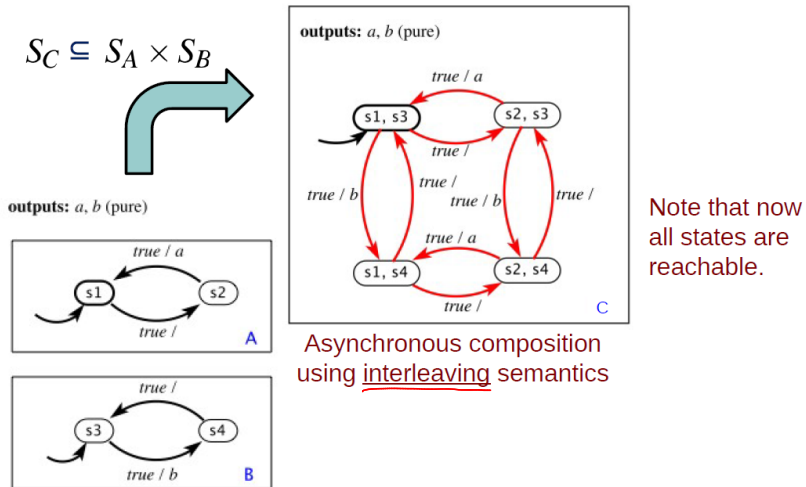 S_C ⊆ S_A × S_B
outputs: a, b (pure)
true / a
s1
s2
true /
A
true /
s3
s4
true / b
B
outputs: a, b (pure)
true / a
s1, s3
s2, s3
true /
true / b
true /
true / b
true /
true / a
s1, s4
s2, s4
true /
C
Asynchronous composition
using interleaving semantics
Note that now
all states are
reachable.